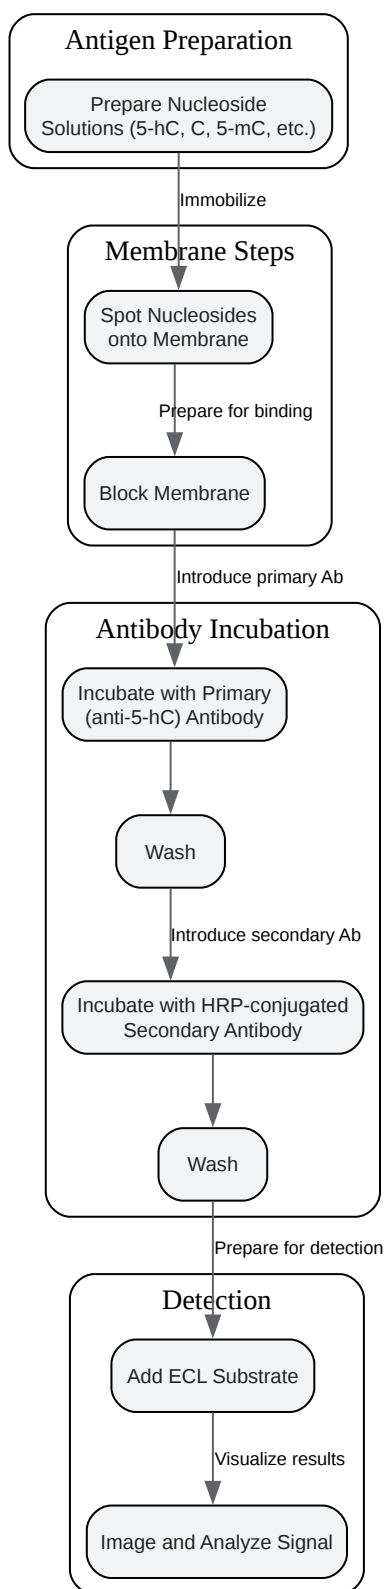 Antigen Preparation
Prepare Nucleoside
Solutions (5-hC, C, 5-mC, etc.)
Immobilize
Membrane Steps
Spot Nucleosides
onto Membrane
Prepare for binding
Block Membrane
Introduce primary Ab
Antibody Incubation
Incubate with Primary
(anti-5-hC) Antibody
Wash
Introduce secondary Ab
Incubate with HRP-conjugated
Secondary Antibody
Wash
Prepare for detection
Detection
Add ECL Substrate
Visualize results
Image and Analyze Signal